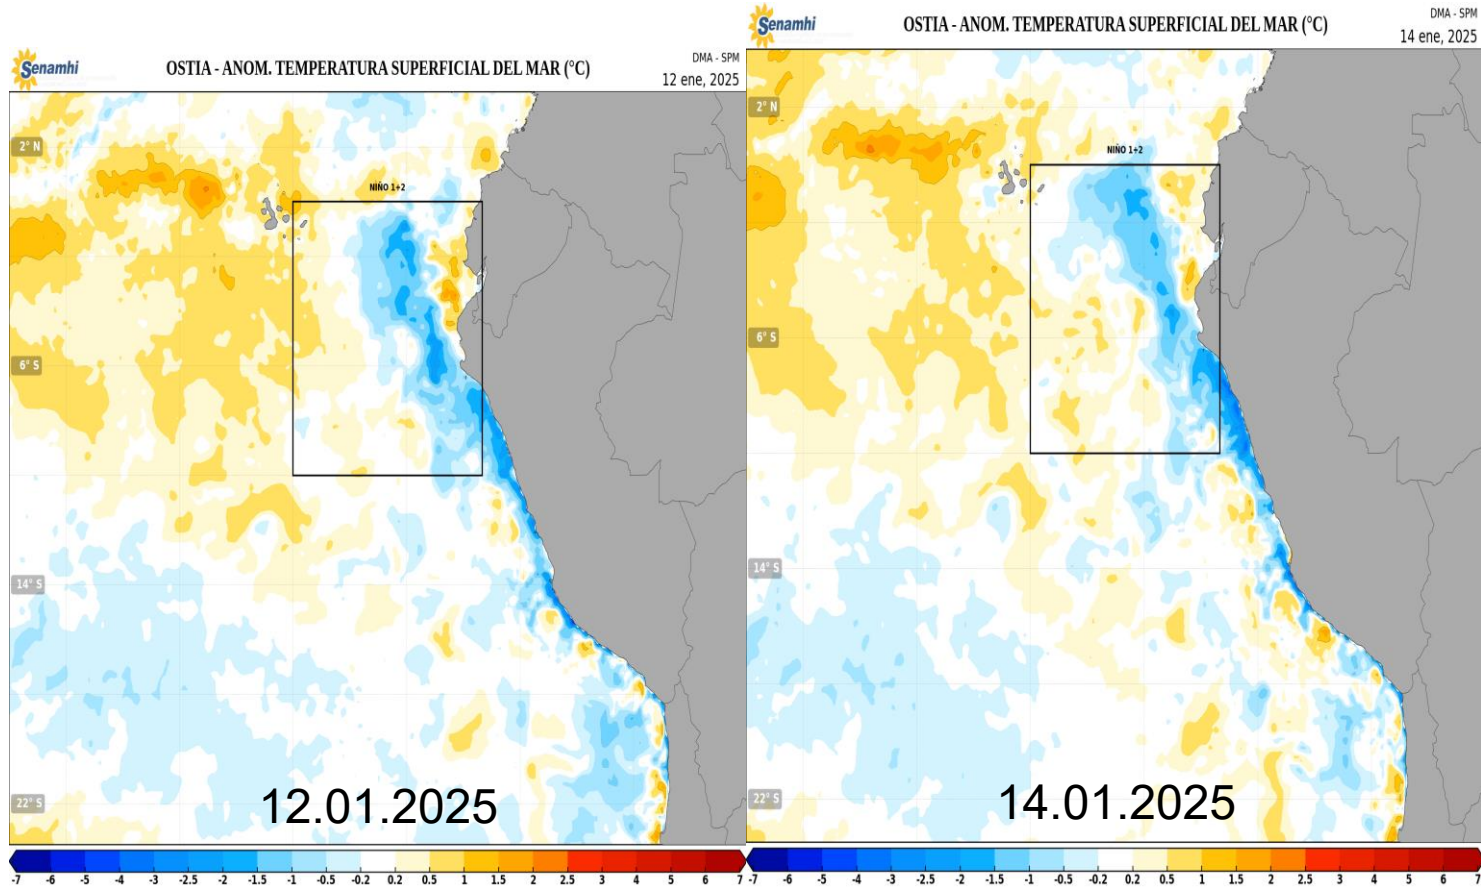 Senamhi
OSTIA - ANOM. TEMPERATURA SUPERFICIAL DEL MAR (°C)
DMA - SPM
12 ene, 2025
2° N
NIÑO 1+2
6° S
14° S
22° S
12.01.2025
-7 -6 -5 -4 -3 -2.5 -2 -1.5 -1 -0.5 -0.2 0.2 0.5 1 1.5 2 2.5 3 4 5 6 7
Senamhi
OSTIA - ANOM. TEMPERATURA SUPERFICIAL DEL MAR (°C)
DMA - SPM
14 ene, 2025
2° N
NIÑO 1+2
6° S
14° S
22° S
14.01.2025
-7 -6 -5 -4 -3 -2.5 -2 -1.5 -1 -0.5 -0.2 0.2 0.5 1 1.5 2 2.5 3 4 5 6 7